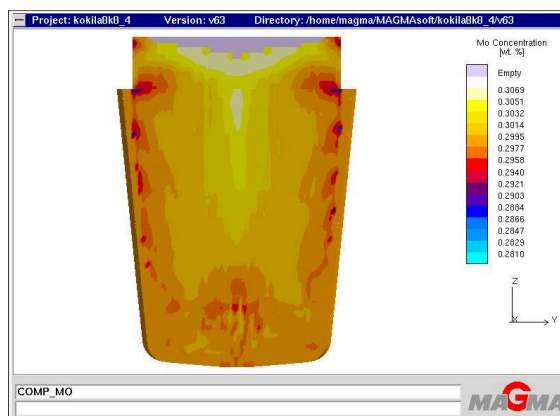 Project: kokila8k8_4 Version: v63 Directory: /home/magma/MAGMAsoft/kokila8k8_4/v63
Mo Concentration
[wt. %]
Empty
0.3069
0.3051
0.3032
0.3014
0.2995
0.2977
0.2958
0.2940
0.2921
0.2903
0.2884
0.2866
0.2847
0.2829
0.2810
Z
X
Y
COMP_MO
MAGMA